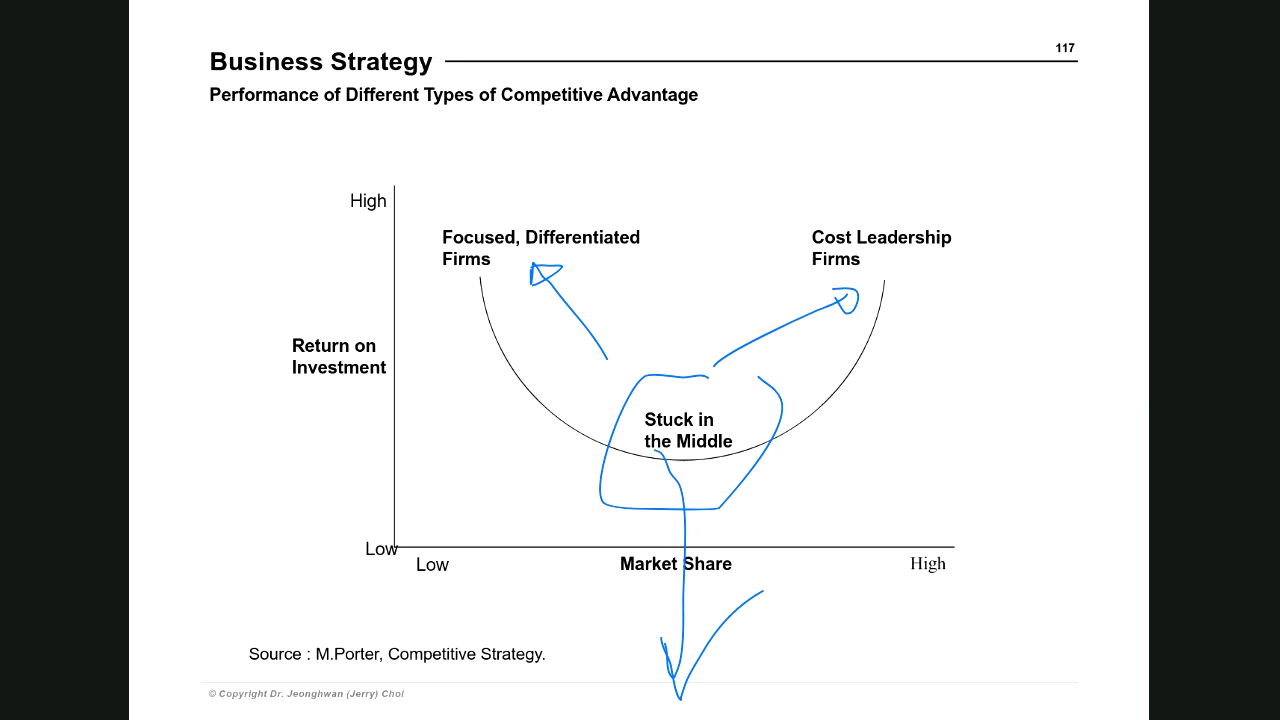 117
Business Strategy
Performance of Different Types of Competitive Advantage
High
Focused, Differentiated
Firms
Cost Leadership
Firms
Return on
Investment
Stuck in
the Middle
Low
Low
Market Share
High
Source : M.Porter, Competitive Strategy.
© Copyright Dr. Jeonghwan (Jerry) Choi